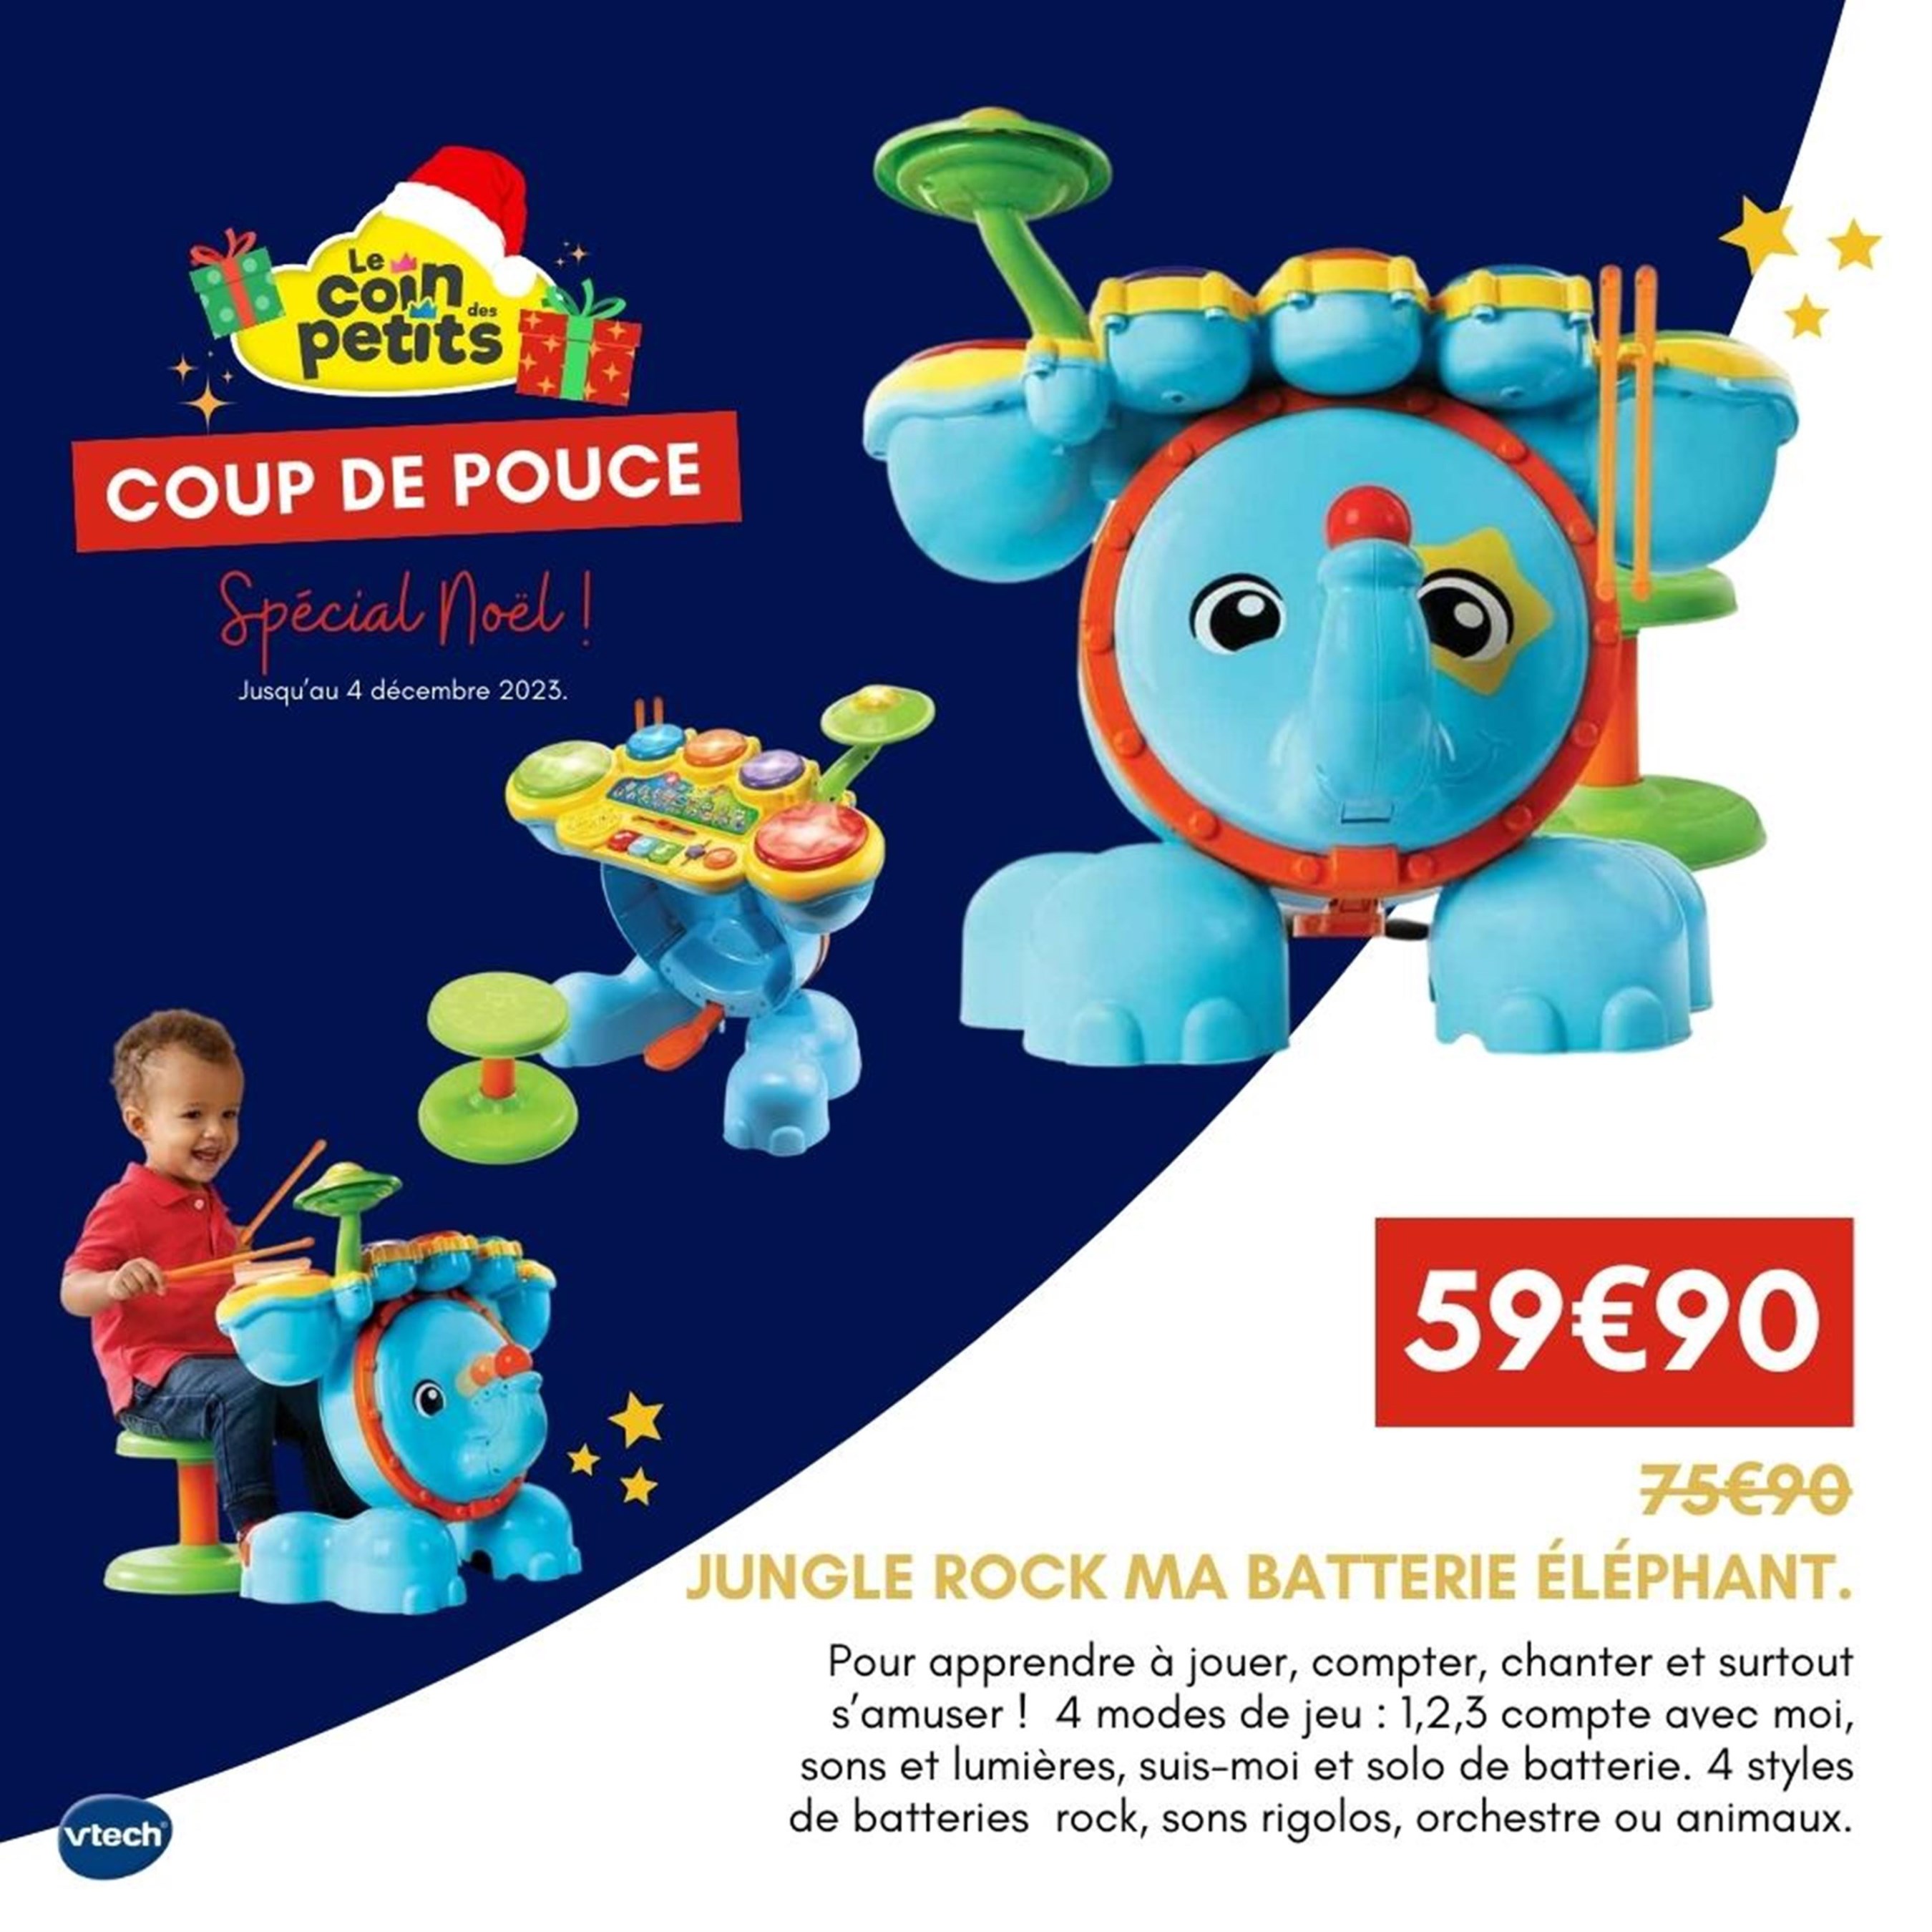 Le
coin
des
petits
COUP DE POUCE
Spécial Noël !
Jusqu'au 4 décembre 2023.
59€90
75€90
JUNGLE ROCK MA BATTERIE ÉLÉPHANT.
Pour apprendre à jouer, compter, chanter et surtout
s'amuser ! 4 modes de jeu : 1,2,3 compte avec moi,
sons et lumières, suis-moi et solo de batterie. 4 styles
de batteries rock, sons rigolos, orchestre ou animaux.
vtech